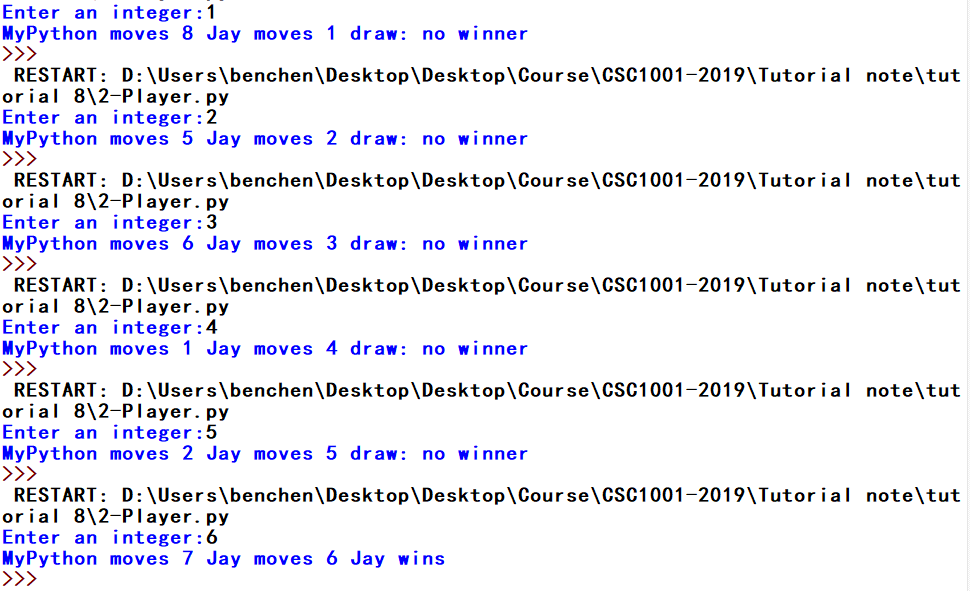 Enter an integer:1
MyPython moves 8 Jay moves 1 draw: no winner
>>>
 RESTART: D:\Users\benchen\Desktop\Desktop\Course\CSC1001-2019\Tutorial note\tut
orial 8\2-Player.py
Enter an integer:2
MyPython moves 5 Jay moves 2 draw: no winner
>>>
 RESTART: D:\Users\benchen\Desktop\Desktop\Course\CSC1001-2019\Tutorial note\tut
orial 8\2-Player.py
Enter an integer:3
MyPython moves 6 Jay moves 3 draw: no winner
>>>
 RESTART: D:\Users\benchen\Desktop\Desktop\Course\CSC1001-2019\Tutorial note\tut
orial 8\2-Player.py
Enter an integer:4
MyPython moves 1 Jay moves 4 draw: no winner
>>>
 RESTART: D:\Users\benchen\Desktop\Desktop\Course\CSC1001-2019\Tutorial note\tut
orial 8\2-Player.py
Enter an integer:5
MyPython moves 2 Jay moves 5 draw: no winner
>>>
 RESTART: D:\Users\benchen\Desktop\Desktop\Course\CSC1001-2019\Tutorial note\tut
orial 8\2-Player.py
Enter an integer:6
MyPython moves 7 Jay moves 6 Jay wins
>>>